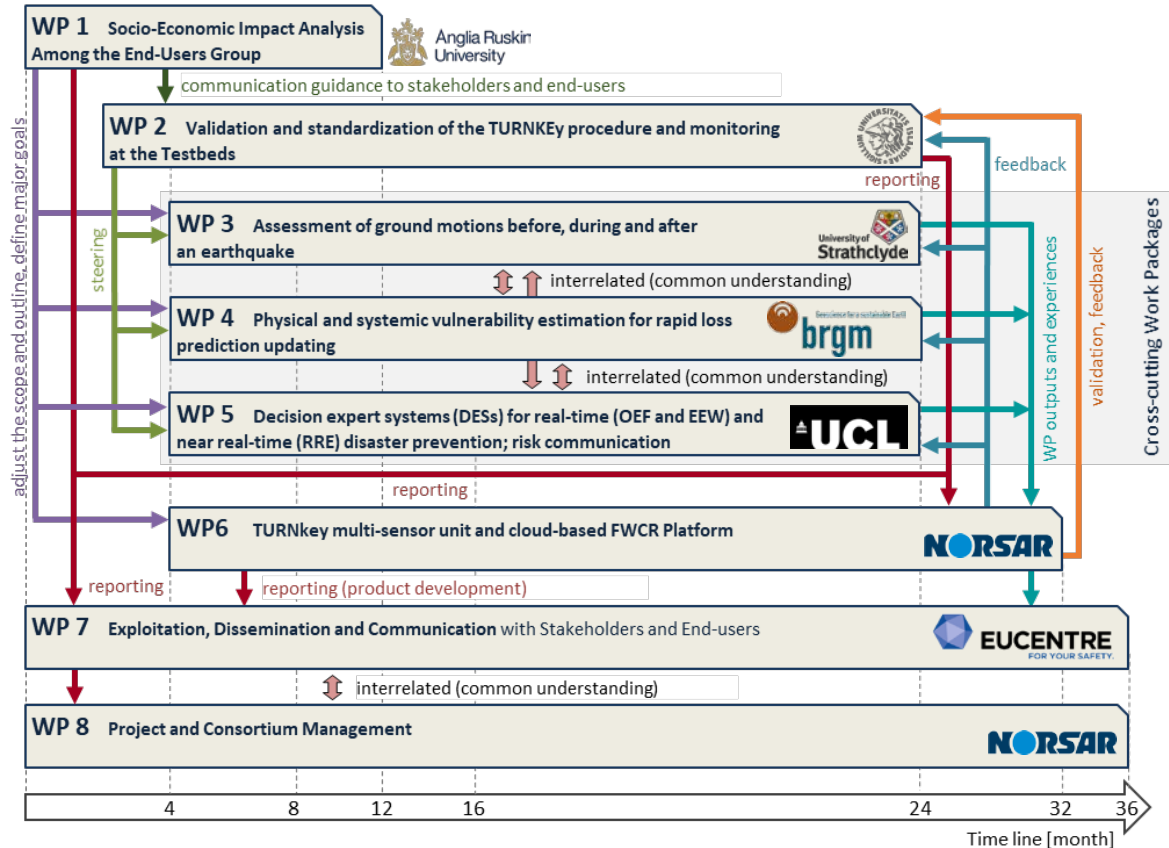 WP 1 Socio-Economic Impact Analysis
Among the End-Users Group
Anglia Ruskin
University
communication guidance to stakeholders and end-users
WP 2 Validation and standardization of the TURNKEy procedure and monitoring
at the Testbeds
SIGILLUM UNIVERSITATIS ISLANDIAE
reporting
feedback
adjust the scope and outline, define major goals
steering
WP 3 Assessment of ground motions before, during and after
an earthquake
University of
Strathclyde
interrelated (common understanding)
WP 4 Physical and systemic vulnerability estimation for rapid loss
prediction updating
Geoscience for a sustainable Earth
brgm
interrelated (common understanding)
WP 5 Decision expert systems (DESs) for real-time (OEF and EEW) and
near real-time (RRE) disaster prevention; risk communication
UCL
WP outputs and experiences
validation, feedback
Cross-cutting Work Packages
reporting
WP6 TURNkey multi-sensor unit and cloud-based FWCR Platform
NORSAR
reporting
reporting (product development)
WP 7 Exploitation, Dissemination and Communication with Stakeholders and End-users
EUCENTRE
FOR YOUR SAFETY.
interrelated (common understanding)
WP 8 Project and Consortium Management
NORSAR
4 8 12 16 24 32 36
Time line [month]